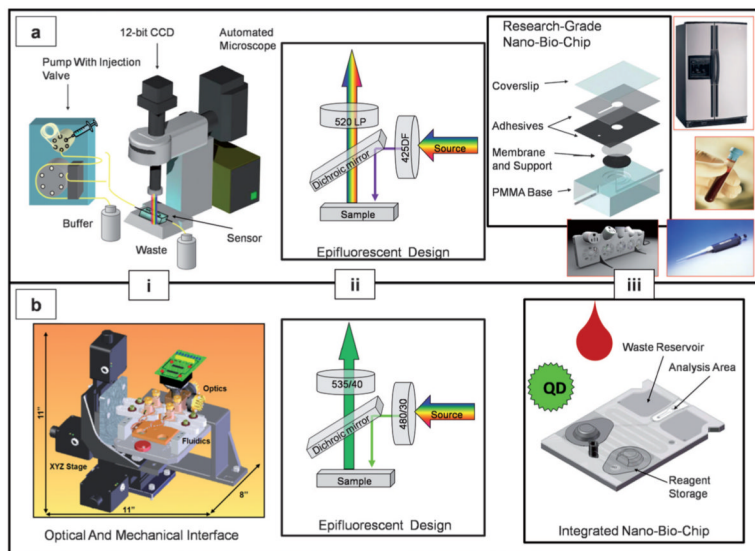 a
12-bit CCD
Automated
Microscope
Pump With Injection
Valve
Buffer
Waste
Sensor
i
520 LP
Dichroic mirror
425DF
Source
Sample
Epifluorescent Design
ii
Research-Grade
Nano-Bio-Chip
Coverslip
Adhesives
Membrane
and Support
PMMA Base
iii
b
11"
Optics
Fluidics
XYZ Stage
11"
8"
Optical And Mechanical Interface
535/40
Dichroic mirror
480/30
Source
Sample
Epifluorescent Design
QD
Waste Reservoir
Analysis Area
Reagent
Storage
Integrated Nano-Bio-Chip